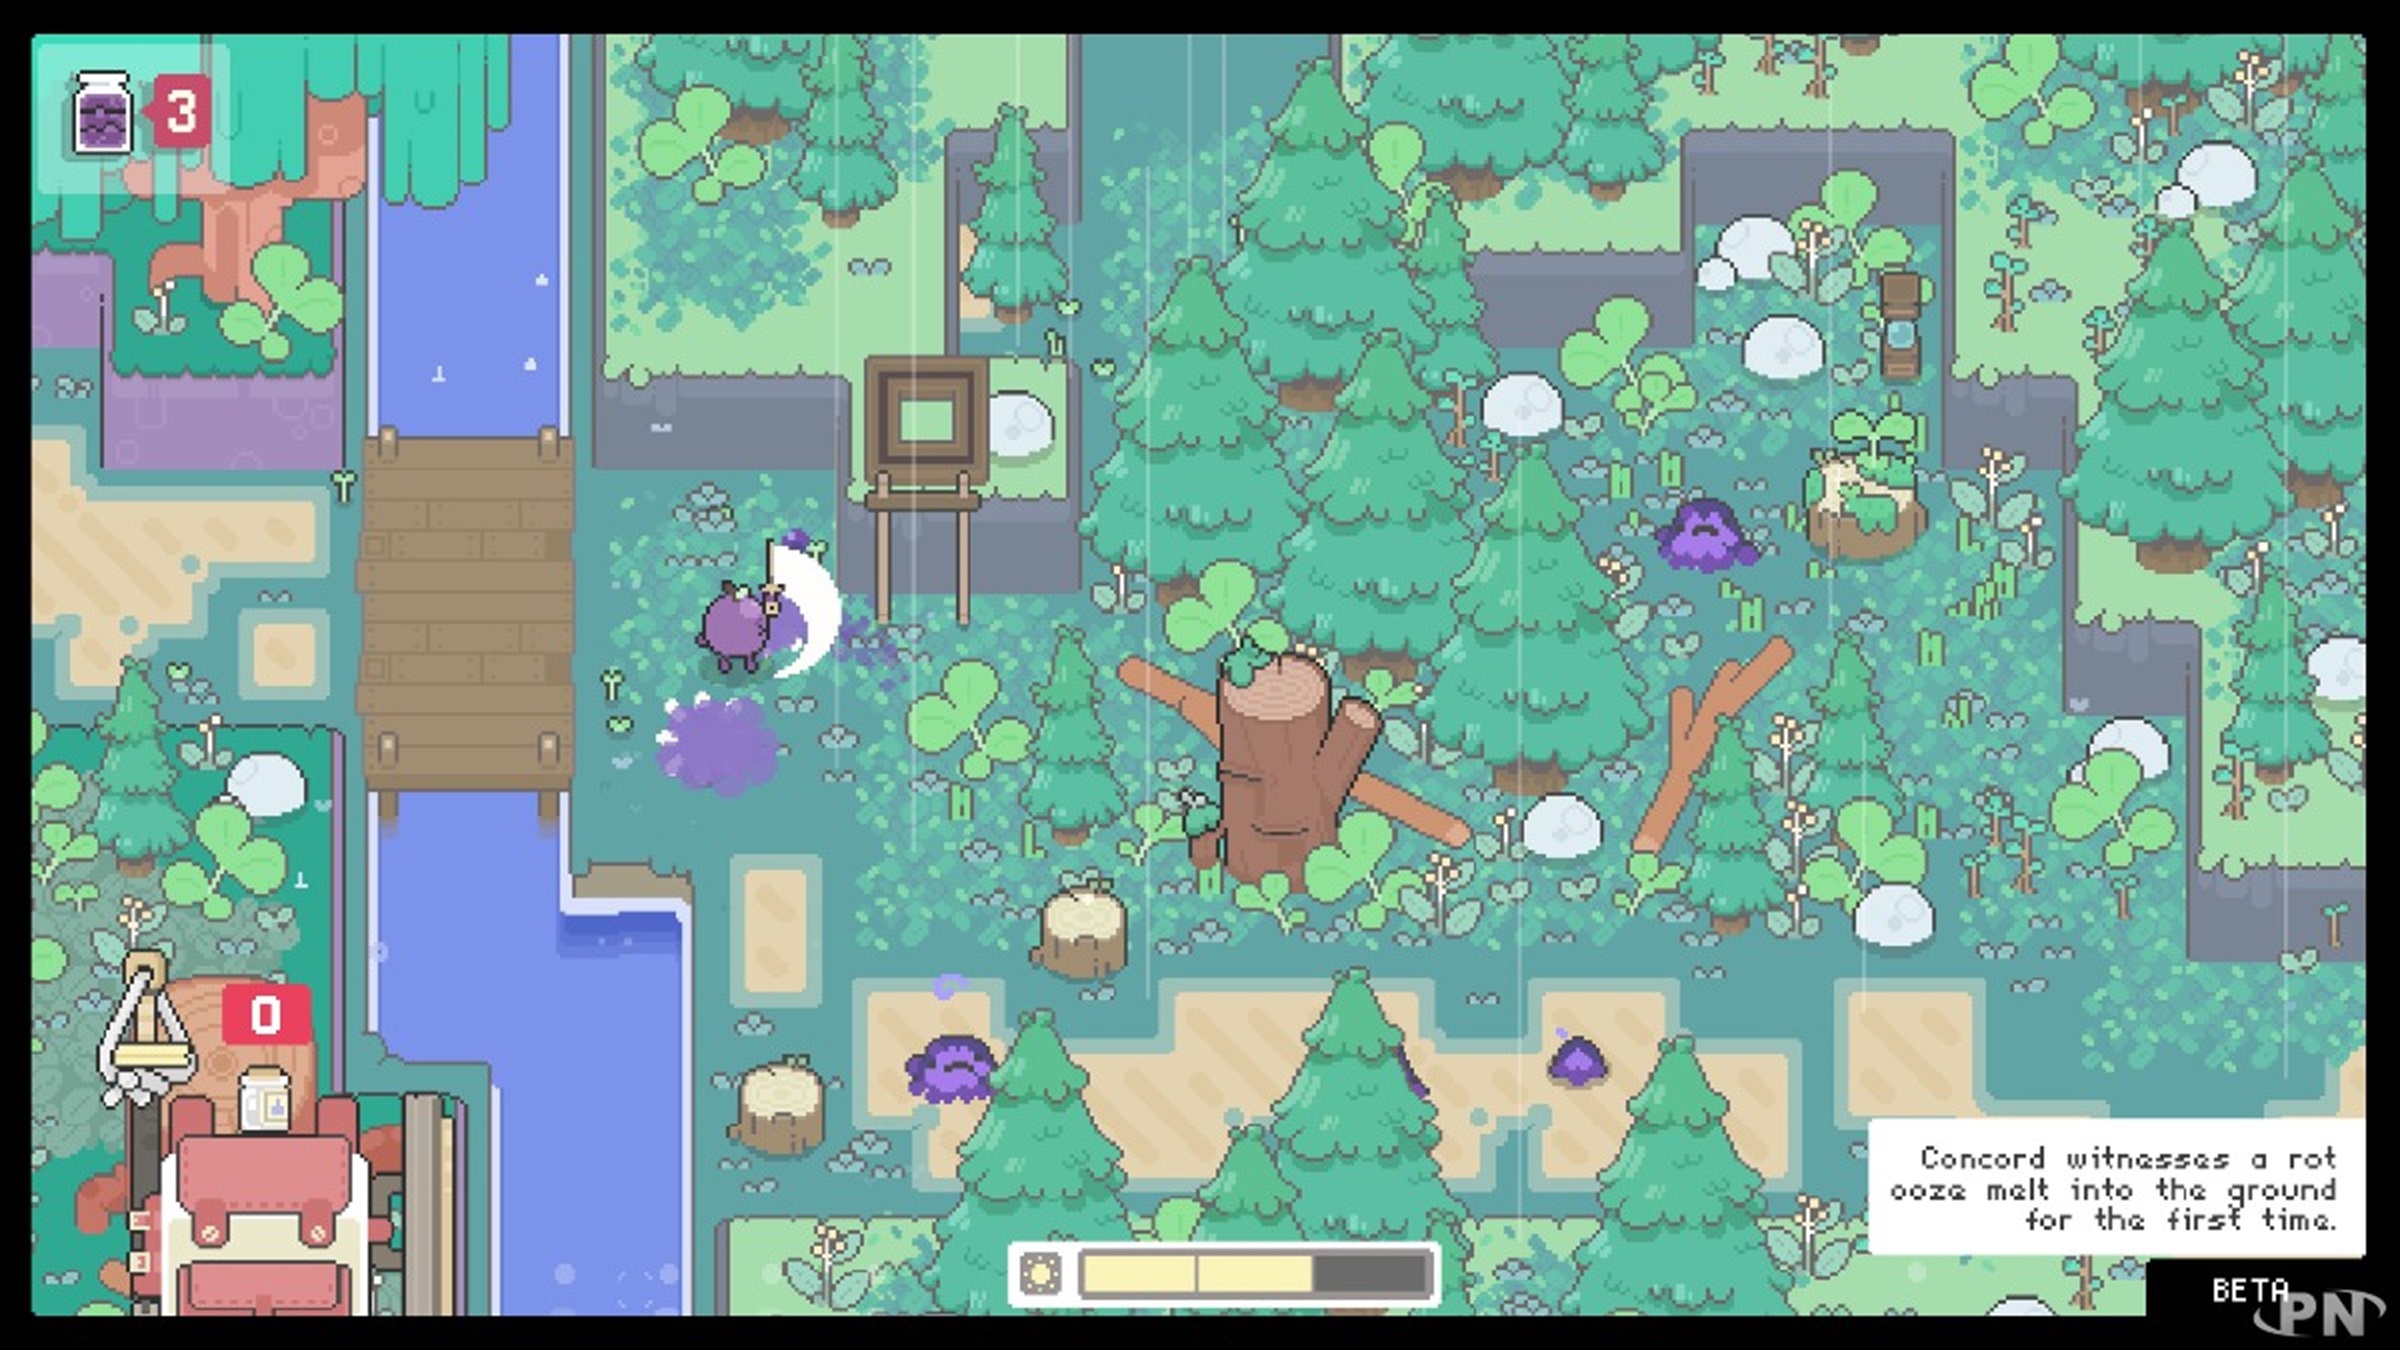 3
0
Concord witnesses a rot
ooze melt into the ground
for the first time.
BETA
PN